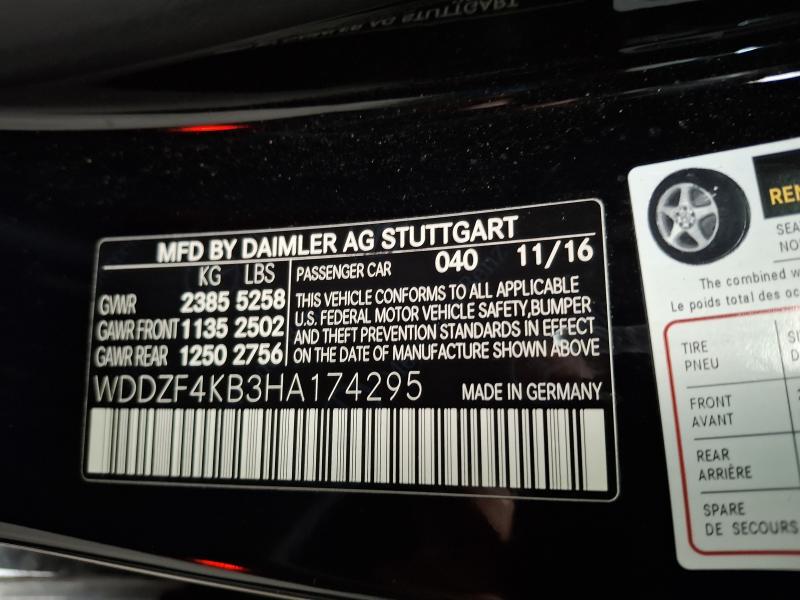 MFD BY DAIMLER AG STUTTGART
KG LBS
PASSENGER CAR 040 11/16
GVWR 2385 5258
GAWR FRONT 1135 2502
GAWR REAR 1250 2756
THIS VEHICLE CONFORMS TO ALL APPLICABLE
U.S. FEDERAL MOTOR VEHICLE SAFETY,BUMPER
AND THEFT PREVENTION STANDARDS IN EFFECT
ON THE DATE OF MANUFACTURE SHOWN ABOVE
WDDZF4KB3HA174295 MADE IN GERMANY
The combined w
Le poids total des oc
TIRE
PNEU
FRONT
AVANT
REAR
ARRIÈRE
SPARE
DE SECOURS